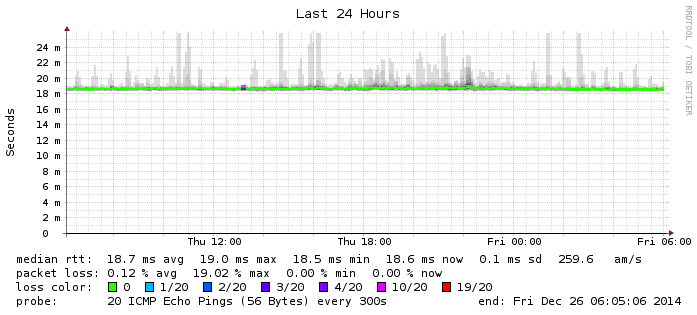 Last 24 Hours
RRDTOOL / TOBI OETIKER
Seconds
24 m
22 m
20 m
18 m
16 m
14 m
12 m
10 m
8 m
6 m
4 m
2 m
0
Thu 12:00 Thu 18:00 Fri 00:00 Fri 06:00
median rtt: 18.7 ms avg 19.0 ms max 18.5 ms min 18.6 ms now 0.1 ms sd 259.6 am/s
packet loss: 0.12 % avg 19.02 % max 0.00 % min 0.00 % now
loss color: 0 1/20 2/20 3/20 4/20 10/20 19/20
probe: 20 ICMP Echo Pings (56 Bytes) every 300s end: Fri Dec 26 06:05:06 2014